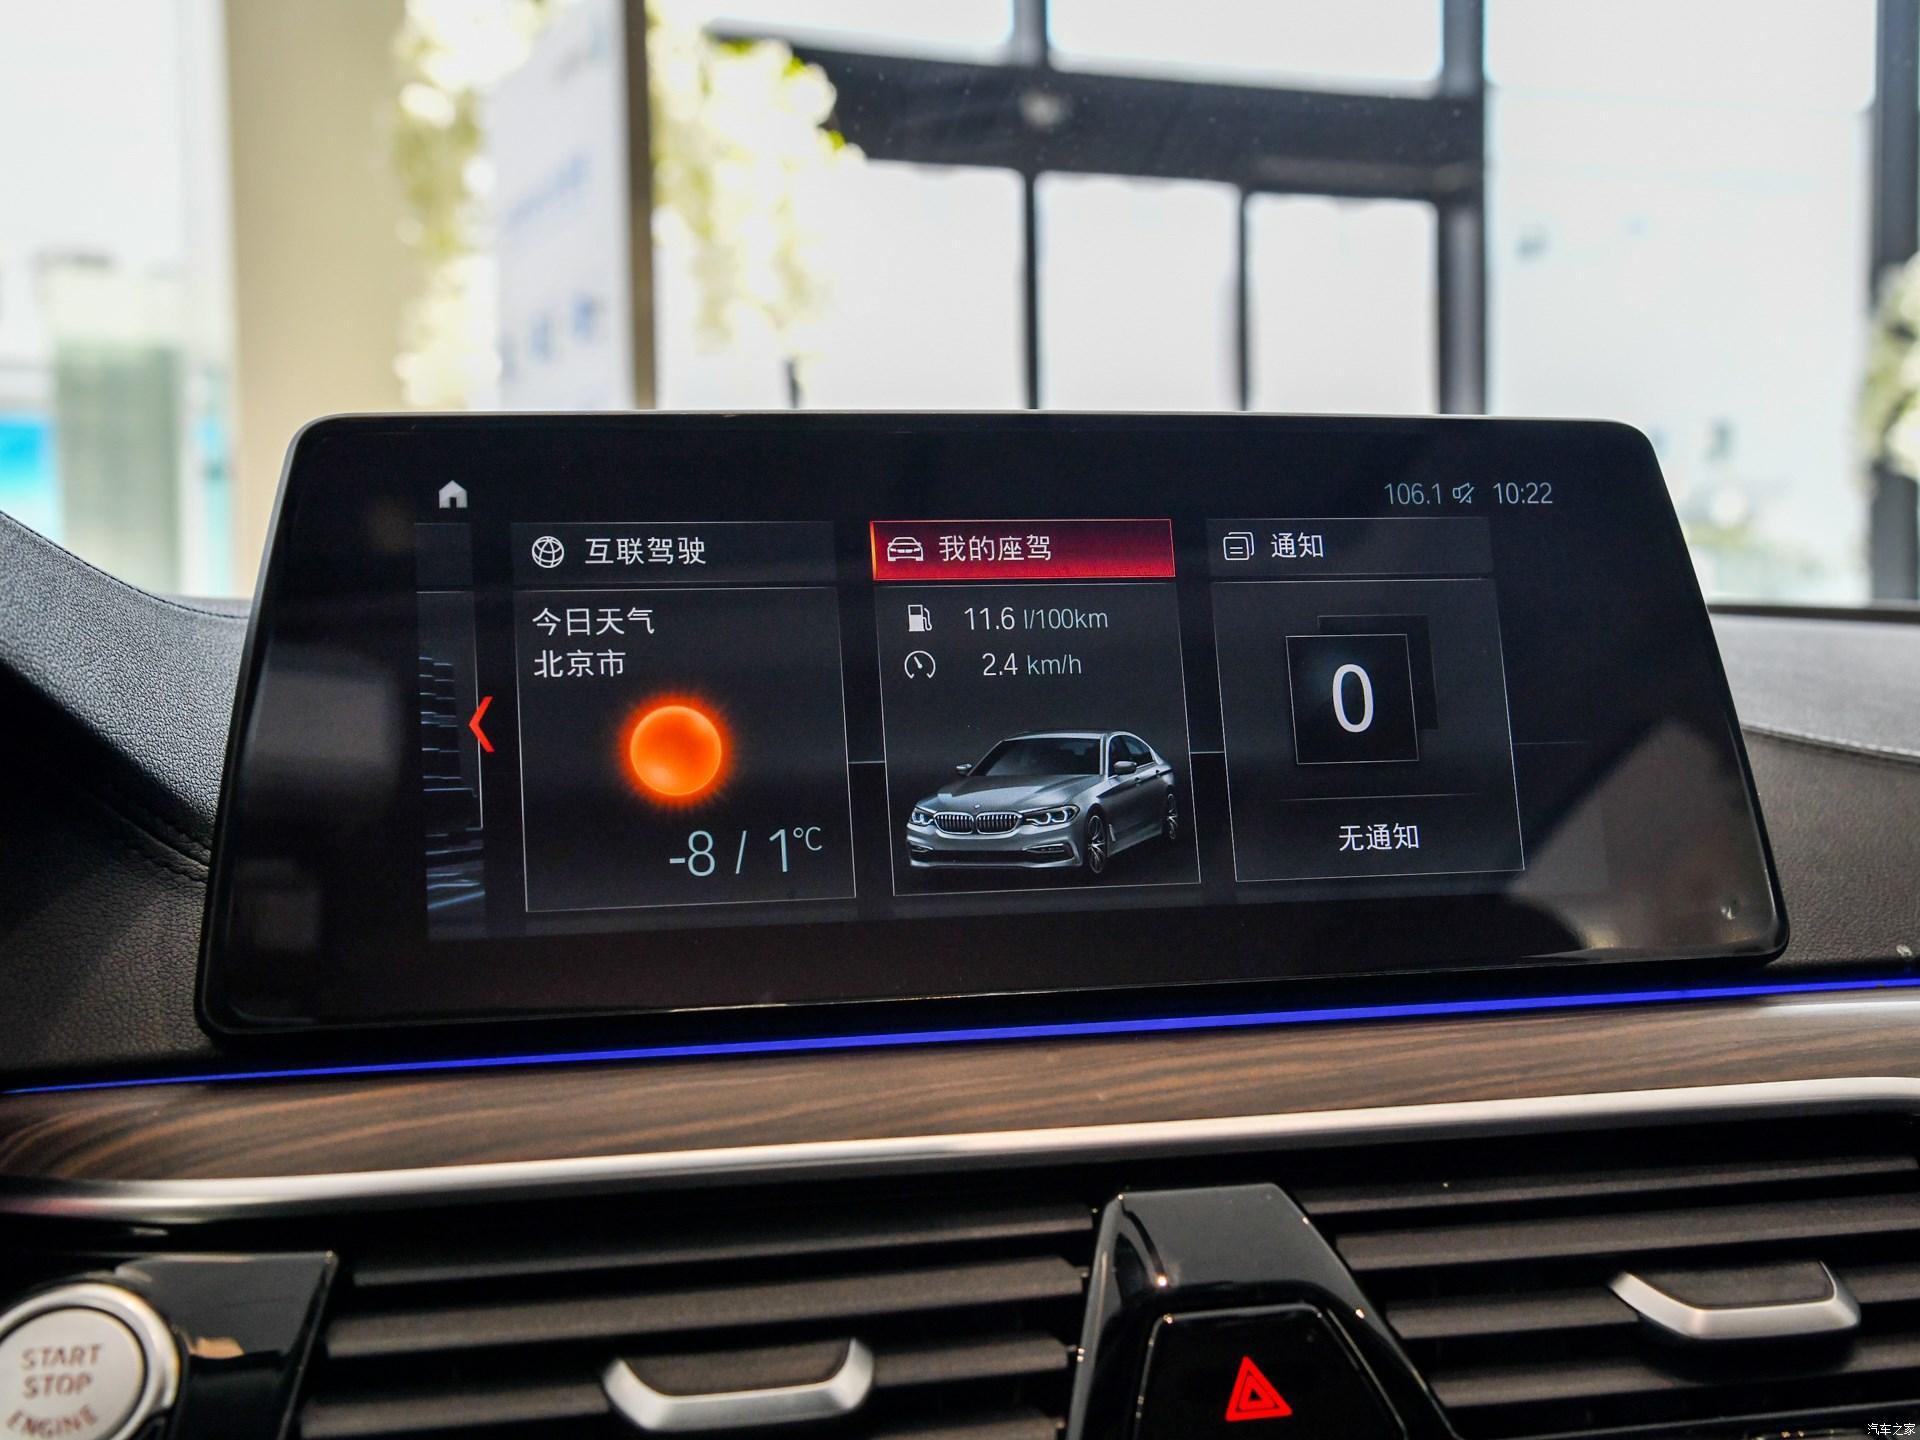 106.1 10:22
互联驾驶
我的座驾
通知
今日天气
北京市
-8 / 1°C
11.6 l/100km
2.4 km/h
0
无通知
START
STOP
ENGINE
汽车之家